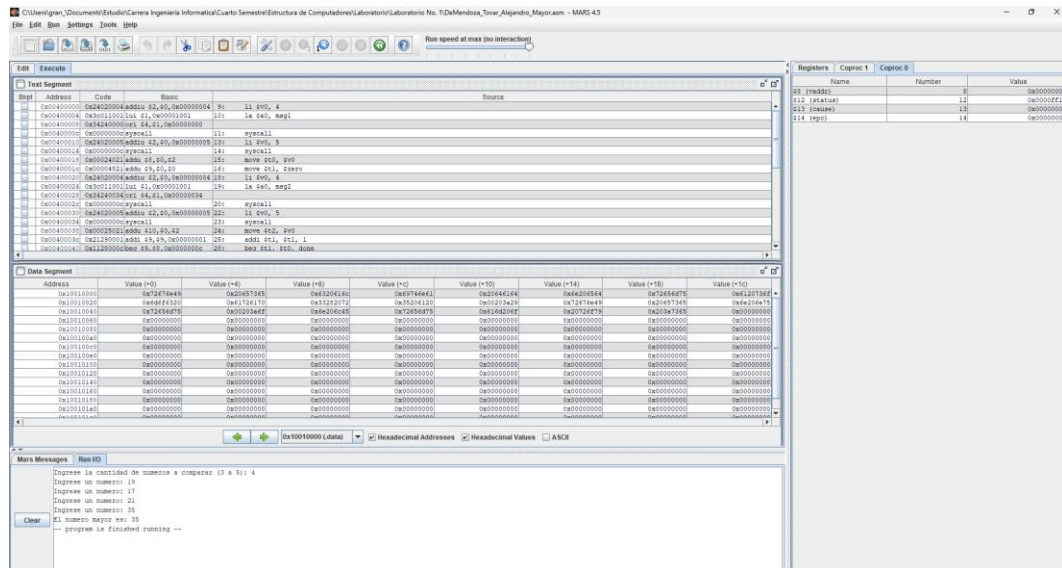 C:\Users\gran_\Documents\Estudio\Carrera Ingeniería Informatica\Cuarto Semestre\Estructura de Computadores\Laboratorio\Laboratorio No. 1\DeMendoza_Tovar_Alejandro_Mayor.asm - MARS 4.5
File Edit Run Settings Tools Help
Run speed at max (no interaction)
Edit Execute
Text Segment
Bkpt Address Code Basic Source
0x00400000 0x24020004 addiu $2,$0,0x00000004 9: li $v0, 4
0x00400004 0x3c011001 lui $1,0x00001001 10: la $a0, msg1
0x00400008 0x34240000 ori $4,$1,0x00000000
0x0040000c 0x0000000c syscall 11: syscall
0x00400010 0x24020005 addiu $2,$0,0x00000005 13: li $v0, 5
0x00400014 0x0000000c syscall 14: syscall
0x00400018 0x00024021 addu $8,$0,$2 15: move $t0, $v0
0x0040001c 0x00004821 addu $9,$0,$0 16: move $t1, $zero
0x00400020 0x24020004 addiu $2,$0,0x00000004 18: li $v0, 4
0x00400024 0x3c011001 lui $1,0x00001001 19: la $a0, msg2
0x00400028 0x34240034 ori $4,$1,0x00000034
0x0040002c 0x0000000c syscall 20: syscall
0x00400030 0x24020005 addiu $2,$0,0x00000005 22: li $v0, 5
0x00400034 0x0000000c syscall 23: syscall
0x00400038 0x00025021 addu $10,$0,$2 24: move $t2, $v0
0x0040003c 0x21290001 addi $9,$9,0x00000001 25: addi $t1, $t1, 1
0x00400040 0x1128000c beq $9,$8,0x0000000c 28: beq $t1, $t0, done
Data Segment
Address Value (+0) Value (+4) Value (+8) Value (+c) Value (+10) Value (+14) Value (+18) Value (+1c)
0x10010000 0x72676e49 0x20657365 0x6320616c 0x69746e61 0x20646164 0x6e206564 0x72656d75 0x6120736f
0x10010020 0x6d6f6320 0x61726170 0x33282072 0x35206120 0x00203a29 0x72676e49 0x20657365 0x6e206e75
0x10010040 0x72656d75 0x00203a6f 0x6e206c45 0x72656d75 0x616d206f 0x20726f79 0x203a7365 0x00000000
0x10010060 0x00000000 0x00000000 0x00000000 0x00000000 0x00000000 0x00000000 0x00000000 0x00000000
0x10010080 0x00000000 0x00000000 0x00000000 0x00000000 0x00000000 0x00000000 0x00000000 0x00000000
0x100100a0 0x00000000 0x00000000 0x00000000 0x00000000 0x00000000 0x00000000 0x00000000 0x00000000
0x100100c0 0x00000000 0x00000000 0x00000000 0x00000000 0x00000000 0x00000000 0x00000000 0x00000000
0x100100e0 0x00000000 0x00000000 0x00000000 0x00000000 0x00000000 0x00000000 0x00000000 0x00000000
0x10010100 0x00000000 0x00000000 0x00000000 0x00000000 0x00000000 0x00000000 0x00000000 0x00000000
0x10010120 0x00000000 0x00000000 0x00000000 0x00000000 0x00000000 0x00000000 0x00000000 0x00000000
0x10010140 0x00000000 0x00000000 0x00000000 0x00000000 0x00000000 0x00000000 0x00000000 0x00000000
0x10010160 0x00000000 0x00000000 0x00000000 0x00000000 0x00000000 0x00000000 0x00000000 0x00000000
0x10010180 0x00000000 0x00000000 0x00000000 0x00000000 0x00000000 0x00000000 0x00000000 0x00000000
0x100101a0 0x00000000 0x00000000 0x00000000 0x00000000 0x00000000 0x00000000 0x00000000 0x00000000
0x10010000 (.data) Hexadecimal Addresses Hexadecimal Values ASCII
Mars Messages Run I/O
Ingrese la cantidad de numeros a comparar (3 a 5): 4
Ingrese un numero: 19
Ingrese un numero: 17
Ingrese un numero: 21
Ingrese un numero: 35
El numero mayor es: 35
-- program is finished running --
Clear
Registers Coproc 1 Coproc 0
Name Number Value
$8 (vaddr) 8 0x0000000
$12 (status) 12 0x0000ff1
$13 (cause) 13 0x0000000
$14 (epc) 14 0x0000000